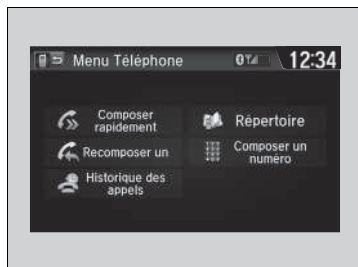 Menu Téléphone
12:34
Composer
rapidement
Répertoire
Recomposer un
Composer un
numéro
Historique des
appels